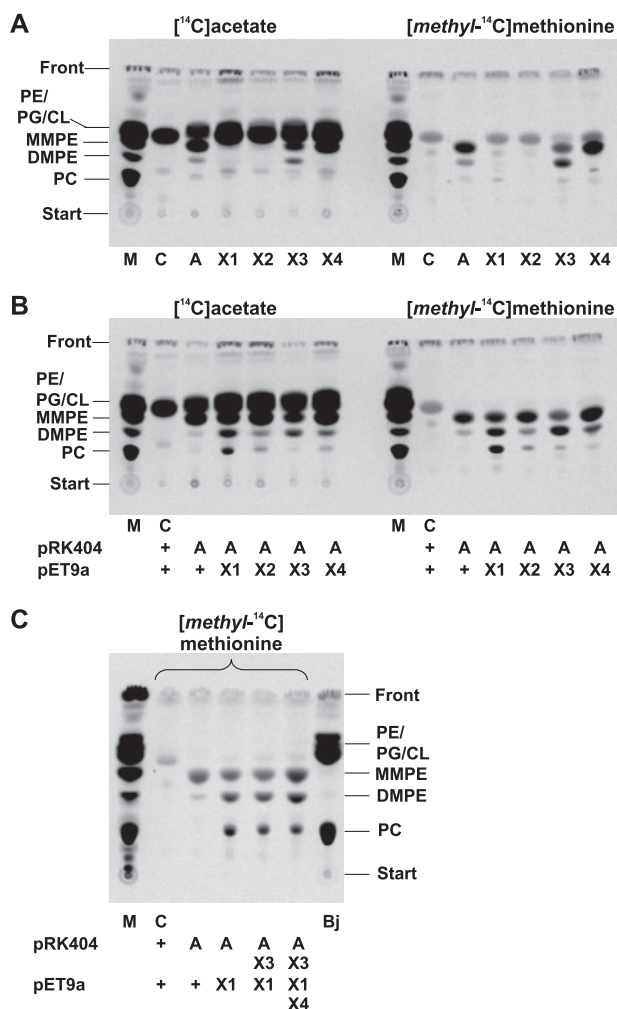 A
[¹⁴C]acetate [methyl-¹⁴C]methionine
Front
PE/
PG/CL
MMPE
DMPE
PC
Start
M C A X1 X2 X3 X4 M C A X1 X2 X3 X4
B
[¹⁴C]acetate [methyl-¹⁴C]methionine
Front
PE/
PG/CL
MMPE
DMPE
PC
Start
M C M C
pRK404 + A A A A A + A A A A A
pET9a + + X1 X2 X3 X4 + + X1 X2 X3 X4
C
[methyl-¹⁴C]
methionine
Front
PE/
PG/CL
MMPE
DMPE
PC
Start
M C Bj
pRK404 + A A A A
X3 X3
pET9a + + X1 X1 X1
X4